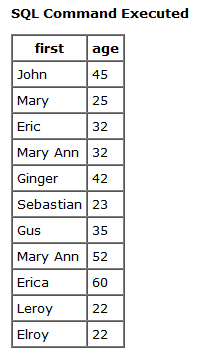 SQL Command Executed
first age
John 45
Mary 25
Eric 32
Mary Ann 32
Ginger 42
Sebastian 23
Gus 35
Mary Ann 52
Erica 60
Leroy 22
Elroy 22